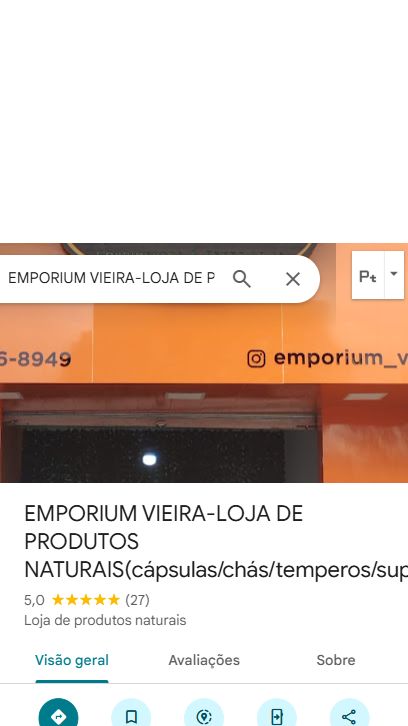 EMPORIUM VIEIRA-LOJA DE P
Pt
6-8949
emporium_v
EMPORIUM VIEIRA-LOJA DE
PRODUTOS
NATURAIS(cápsulas/chás/temperos/sup
5,0 ★★★★★ (27)
Loja de produtos naturais
Visão geral
Avaliações
Sobre